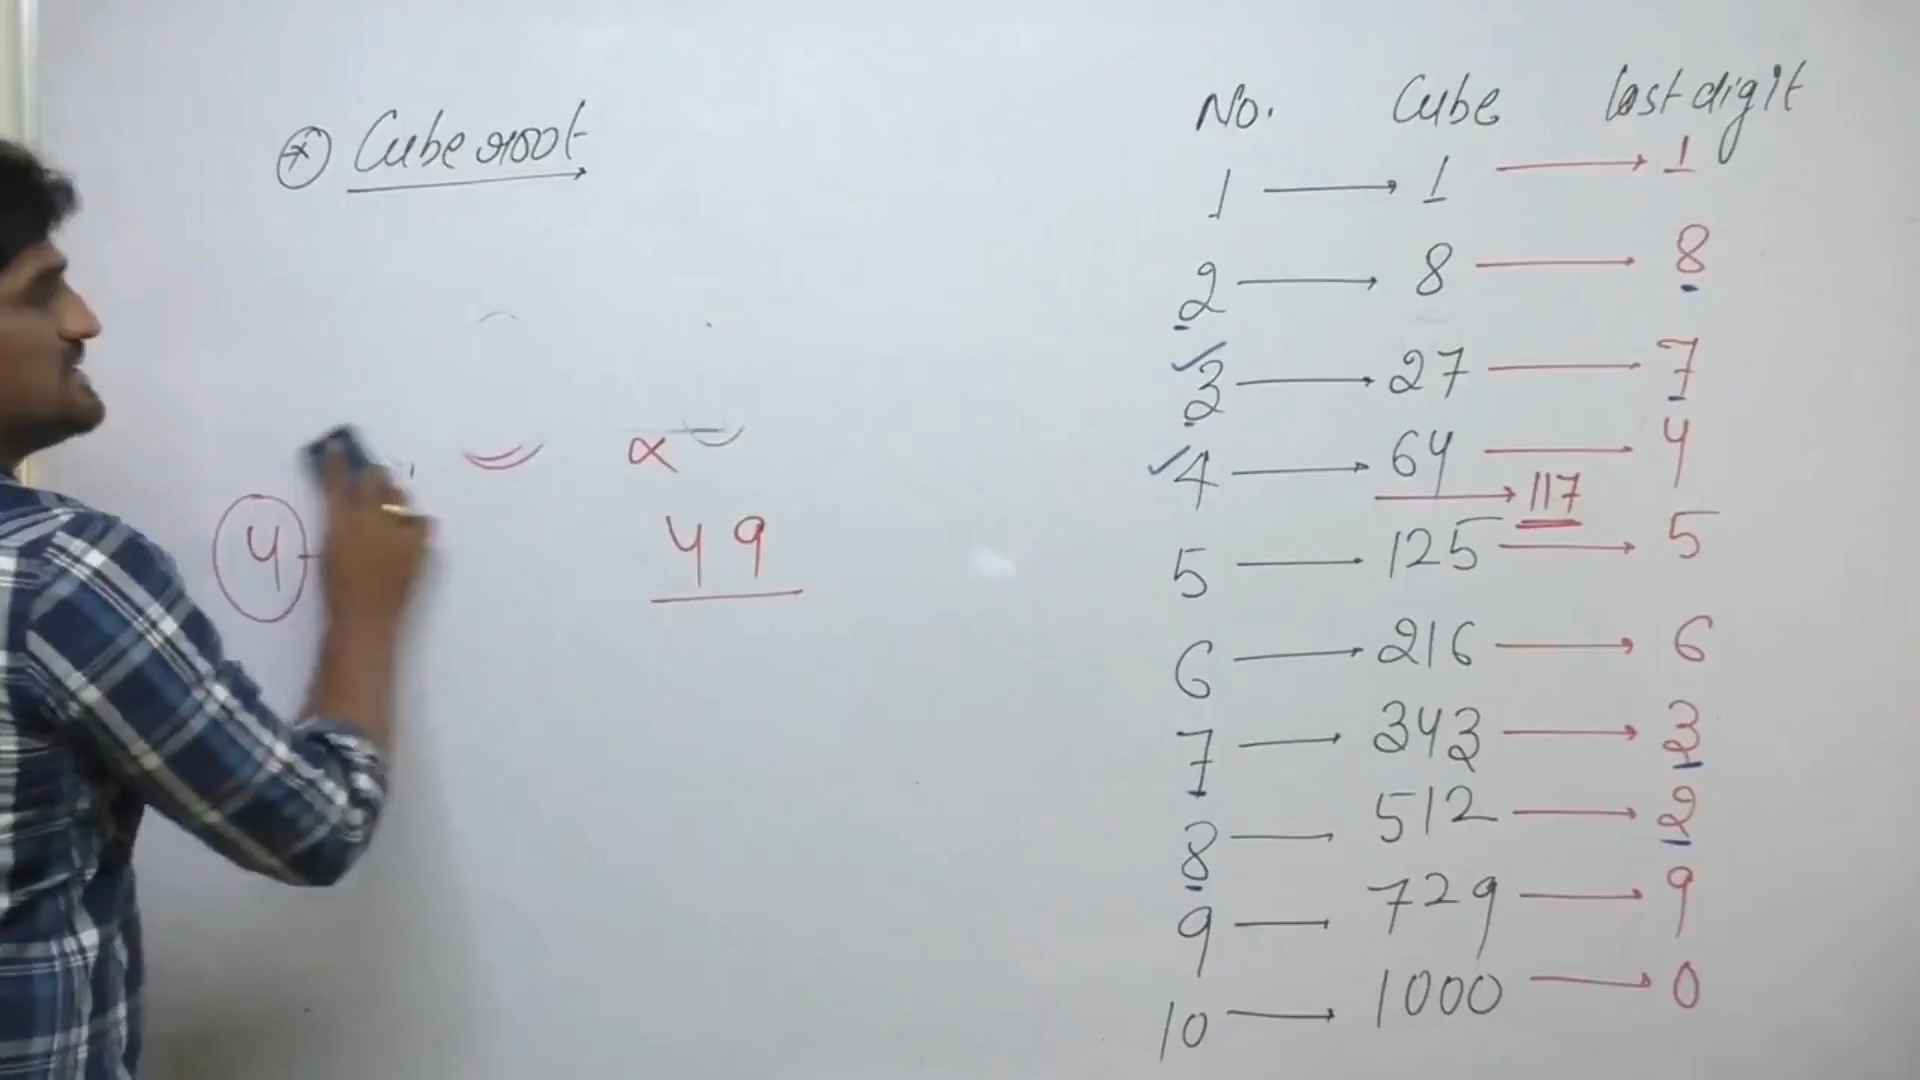 * Cube root
4
49
No. Cube last digit
1 → 1 → 1
2 → 8 → 8
3 → 27 → 7
4 → 64 → 4
→ 117
5 → 125 → 5
6 → 216 → 6
7 → 343 → 3
8 — 512 → 2
9 — 729 → 9
10 → 1000 → 0